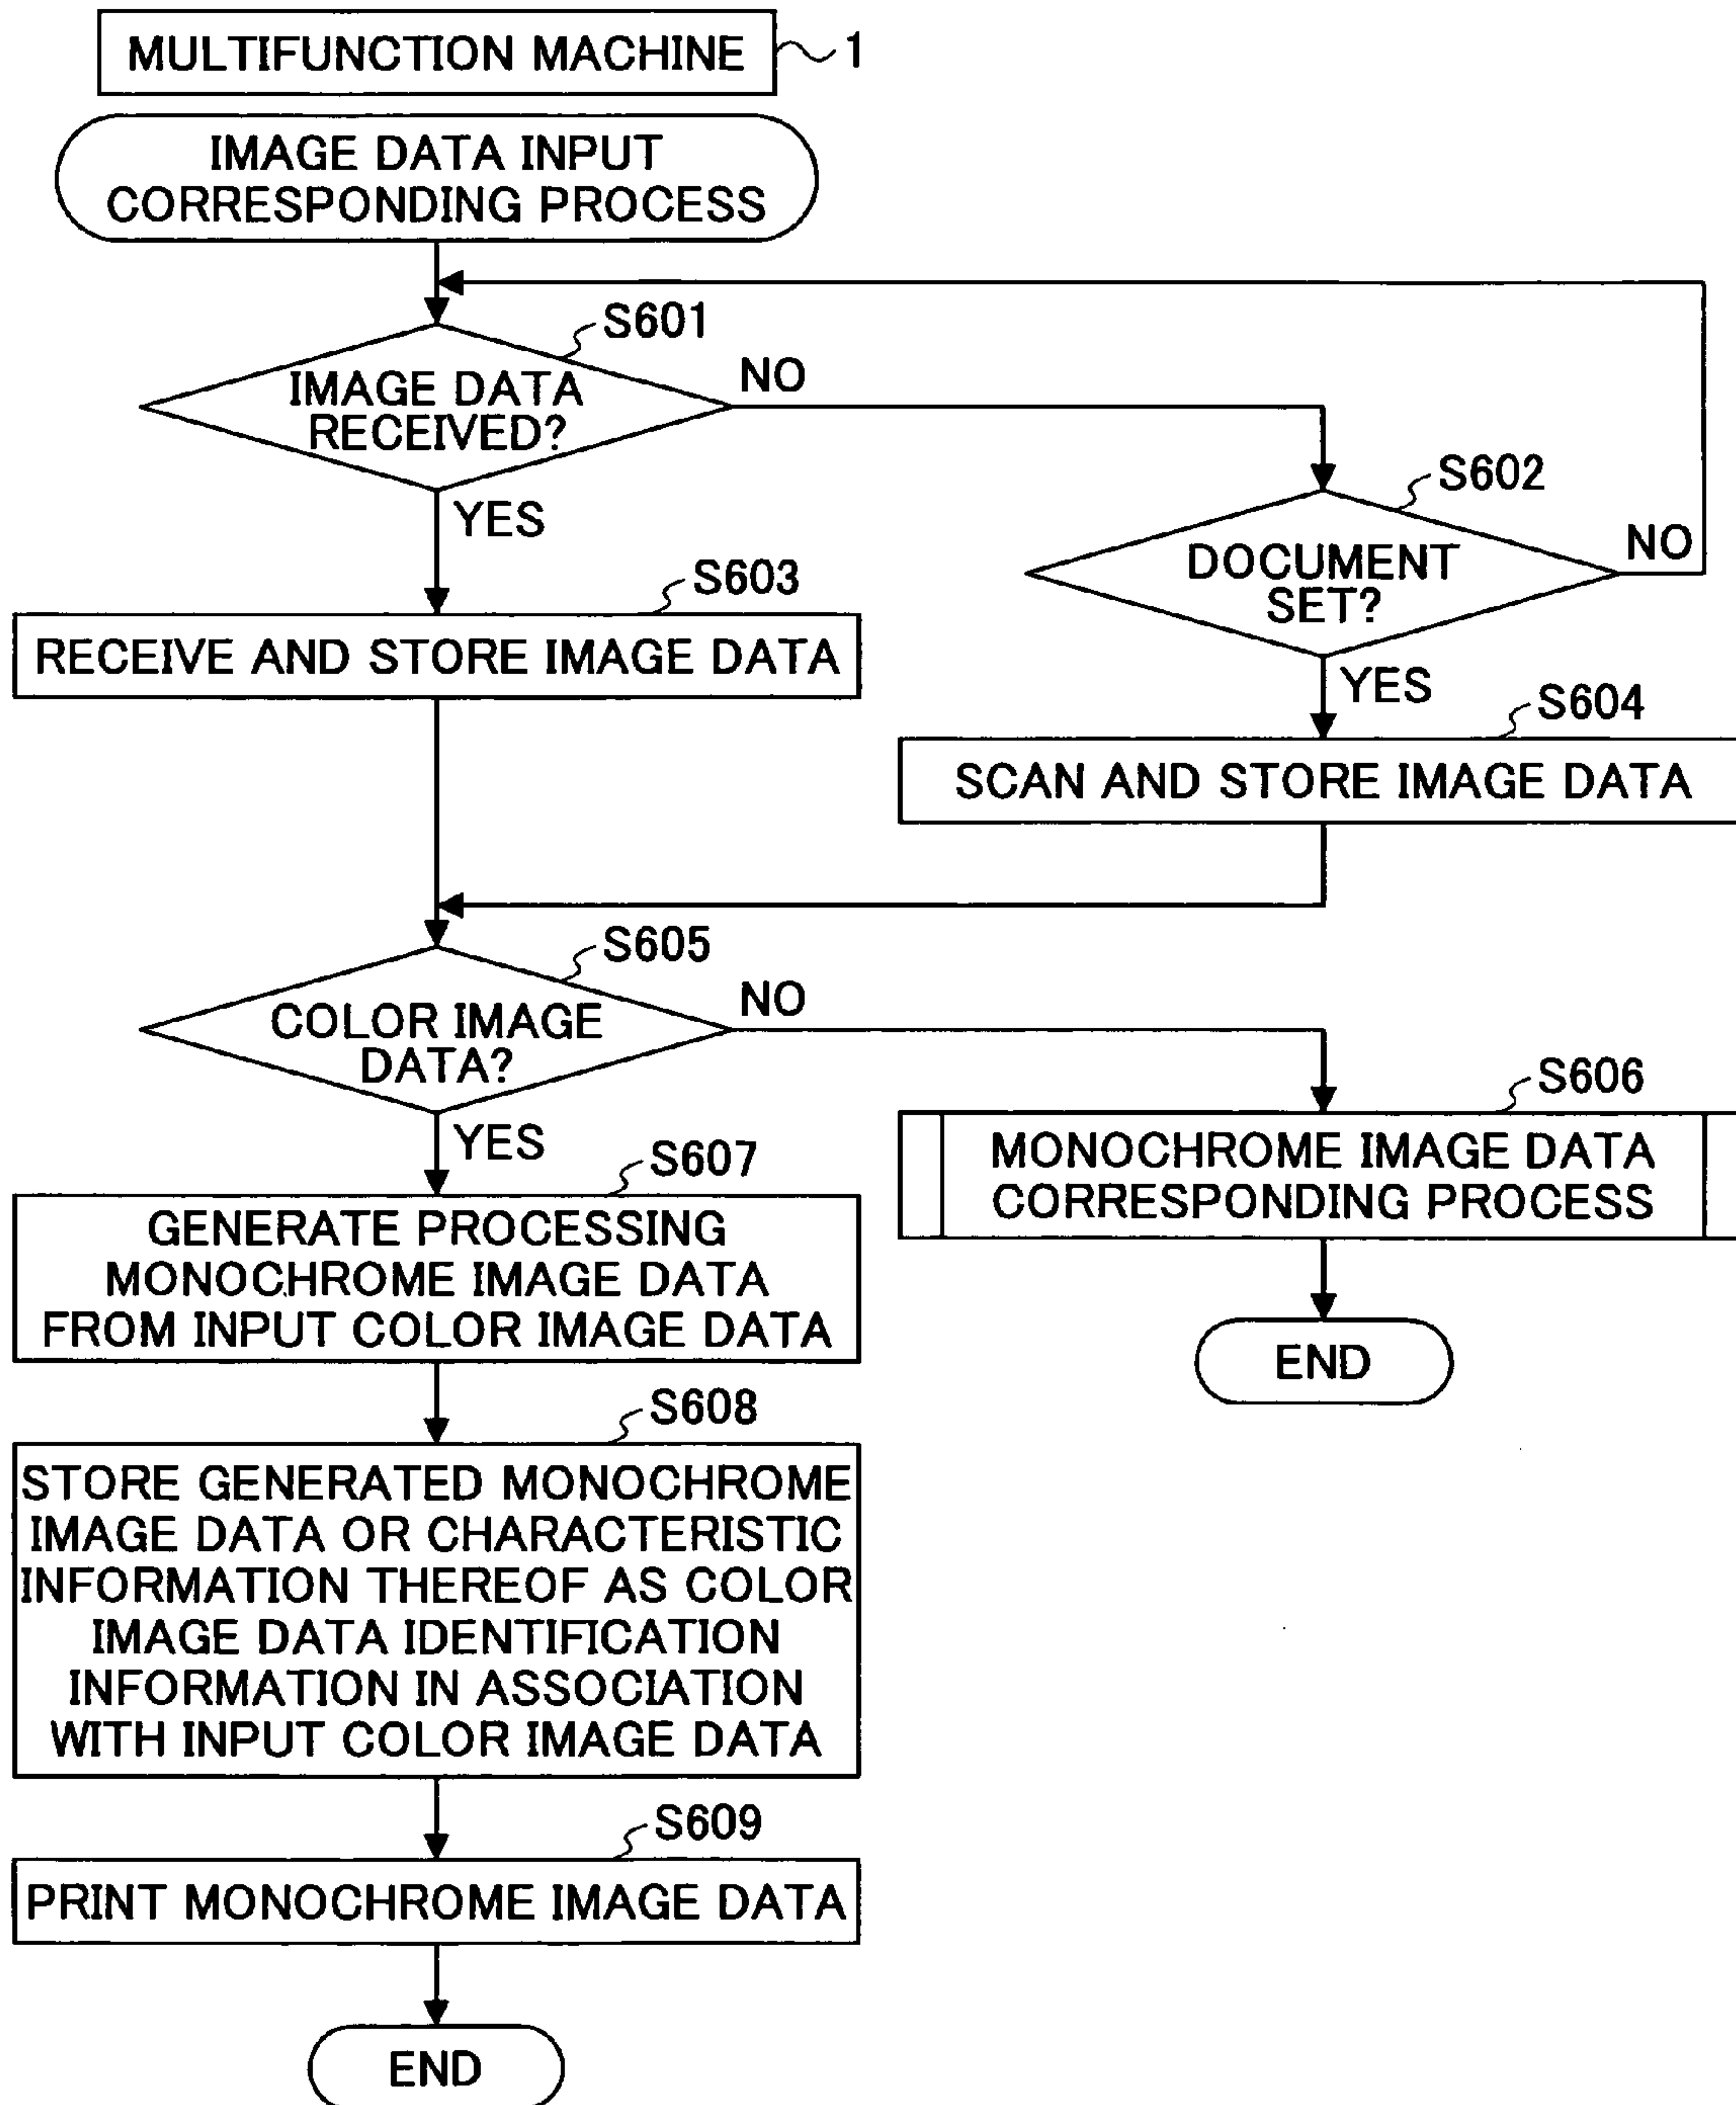 MULTIFUNCTION MACHINE
1
IMAGE DATA INPUT
CORRESPONDING PROCESS
S601
IMAGE DATA
RECEIVED?
NO
YES
S602
DOCUMENT
SET?
NO
YES
S603
RECEIVE AND STORE IMAGE DATA
S604
SCAN AND STORE IMAGE DATA
S605
COLOR IMAGE
DATA?
NO
YES
S606
MONOCHROME IMAGE DATA
CORRESPONDING PROCESS
END
S607
GENERATE PROCESSING
MONOCHROME IMAGE DATA
FROM INPUT COLOR IMAGE DATA
S608
STORE GENERATED MONOCHROME
IMAGE DATA OR CHARACTERISTIC
INFORMATION THEREOF AS COLOR
IMAGE DATA IDENTIFICATION
INFORMATION IN ASSOCIATION
WITH INPUT COLOR IMAGE DATA
S609
PRINT MONOCHROME IMAGE DATA
END